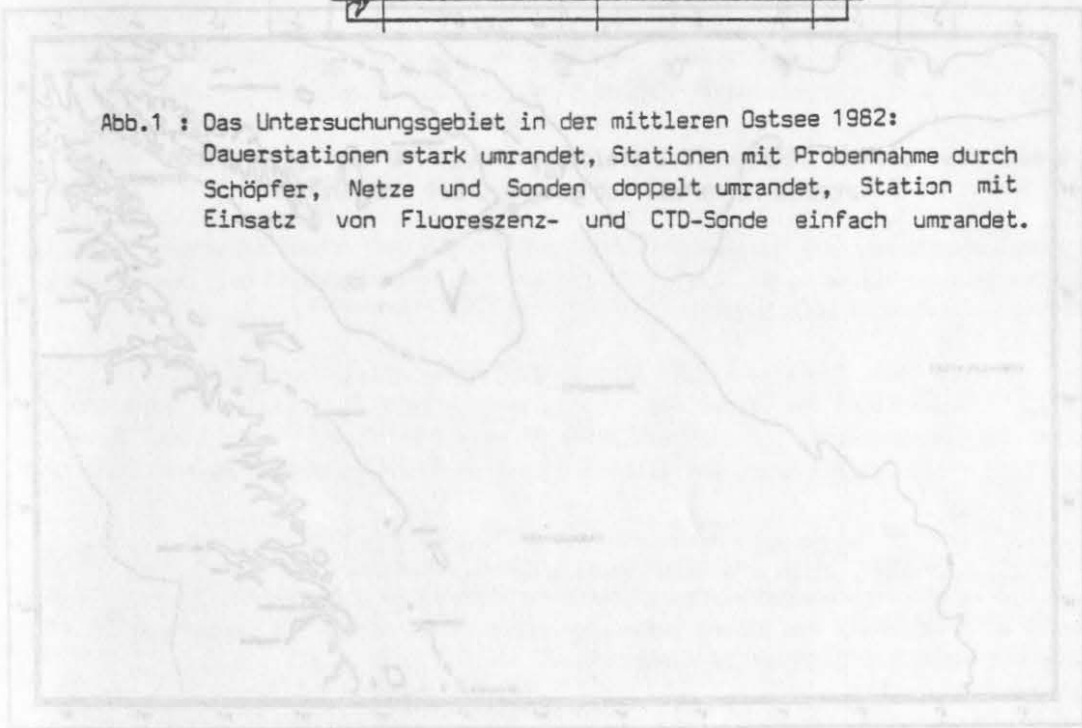 Abb.1 : Das Untersuchungsgebiet in der mittleren Ostsee 1982:
Dauerstationen stark umrandet, Stationen mit Probennahme durch
Schöpfer, Netze und Sonden doppelt umrandet, Station mit
Einsatz von Fluoreszenz- und CTD-Sonde einfach umrandet.